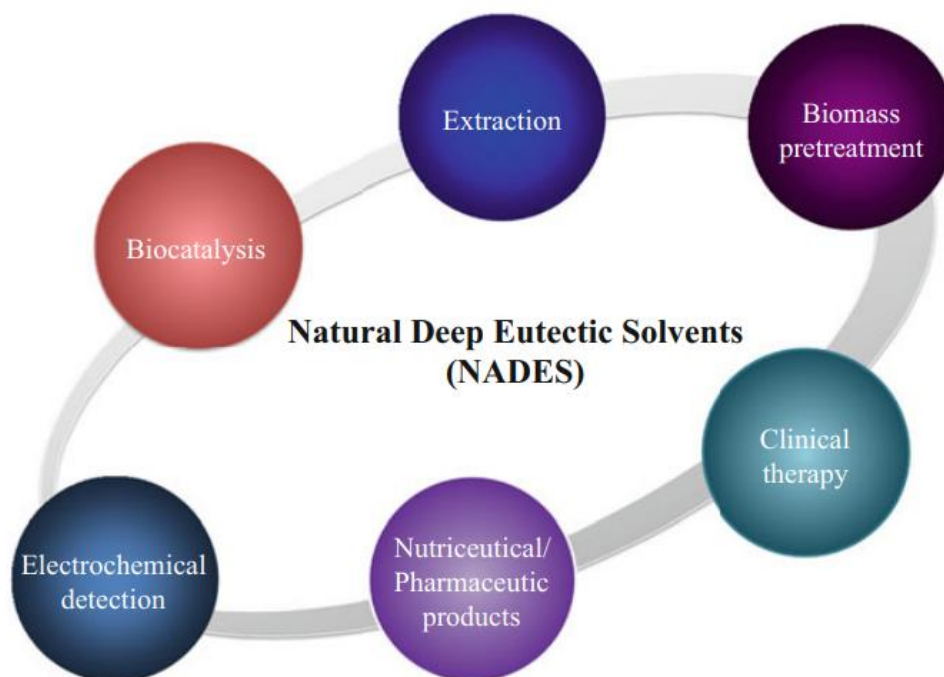 Extraction
Biomass
pretreatment
Biocatalysis
Natural Deep Eutectic Solvents
(NADES)
Clinical
therapy
Electrochemical
detection
Nutriceutical/
Pharmaceutic
products